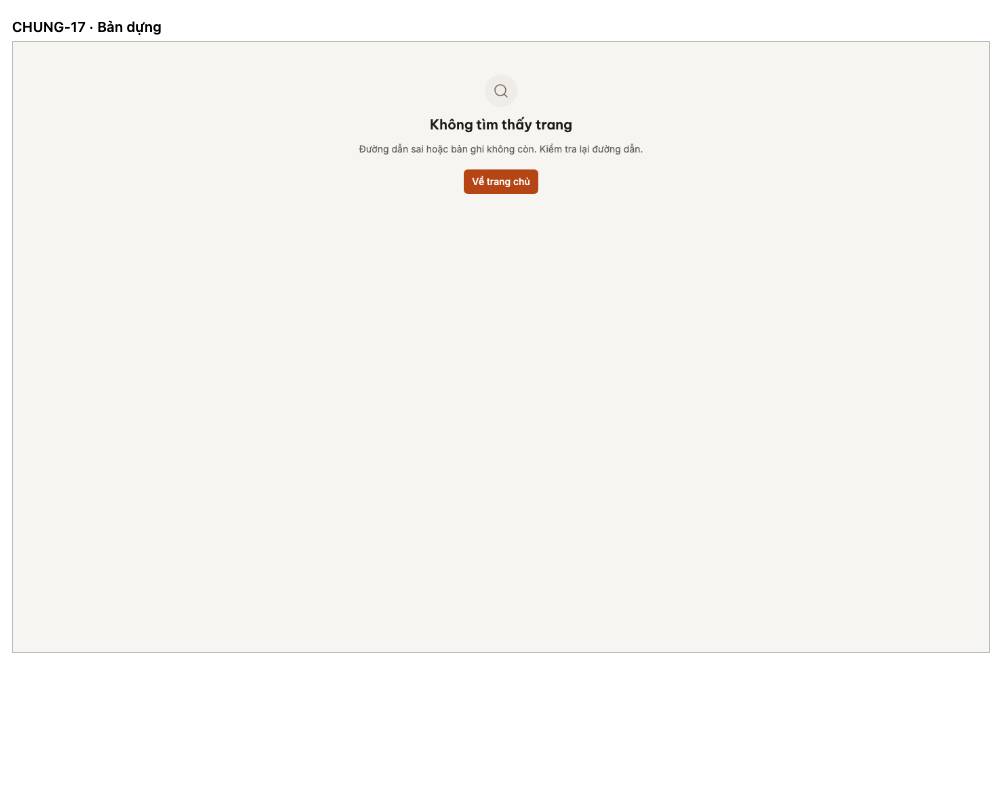 CHUNG-17 · Bản dựng
Không tìm thấy trang
Đường dẫn sai hoặc bản ghi không còn. Kiểm tra lại đường dẫn.
Về trang chủ